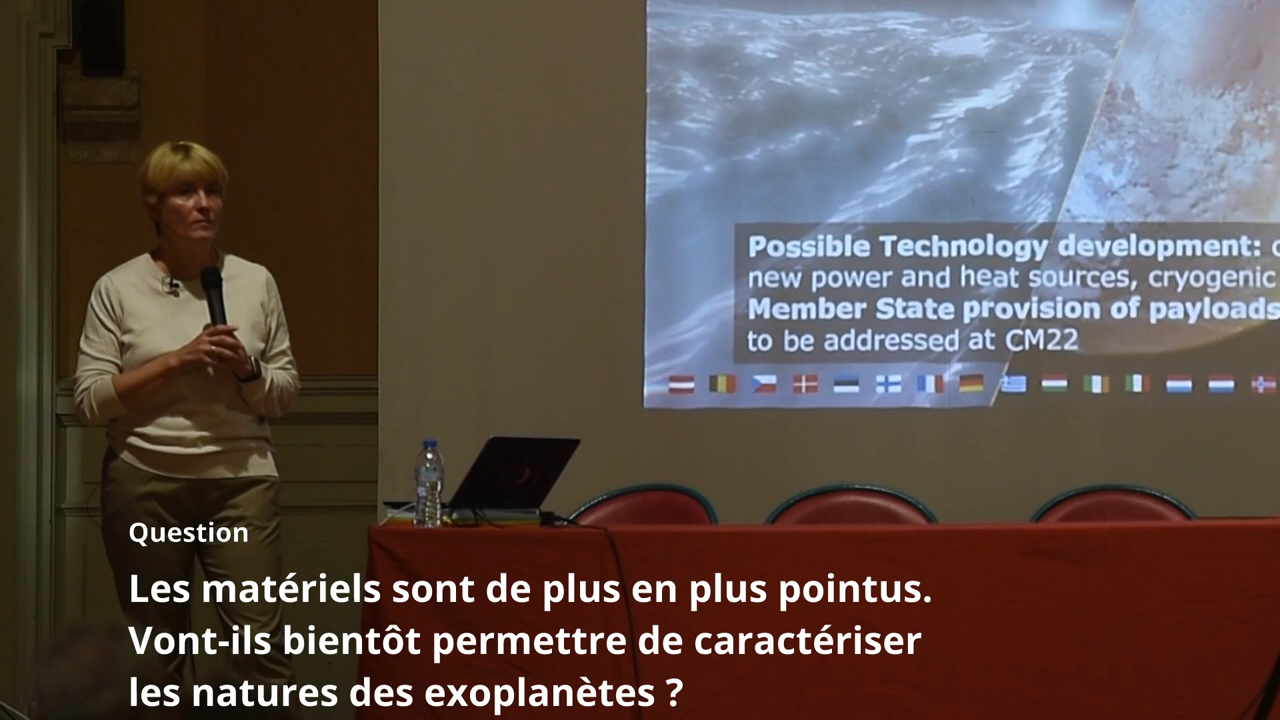 Possible Technology development:
new power and heat sources, cryogenic
Member State provision of payloads
to be addressed at CM22
Question
Les matériels sont de plus en plus pointus.
Vont-ils bientôt permettre de caractériser
les natures des exoplanètes ?